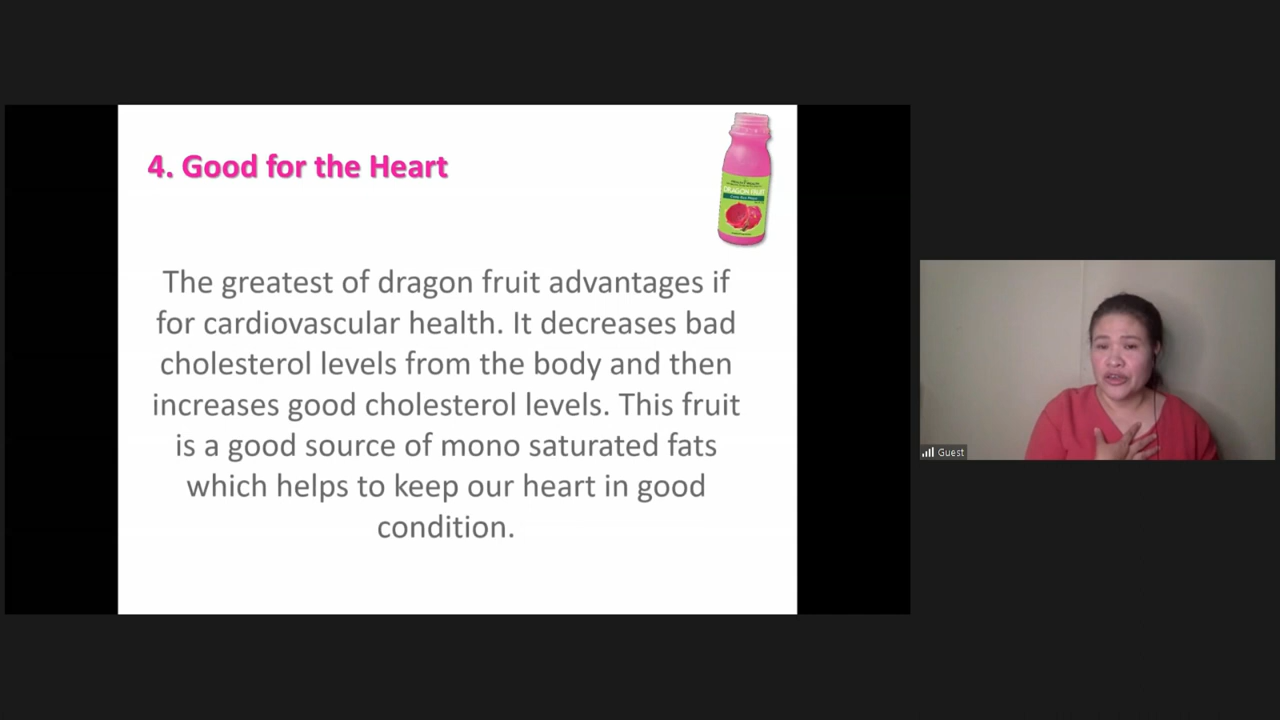 4. Good for the Heart
DRAGON FRUIT
The greatest of dragon fruit advantages if
for cardiovascular health. It decreases bad
cholesterol levels from the body and then
increases good cholesterol levels. This fruit
is a good source of mono saturated fats
which helps to keep our heart in good
condition.
Guest